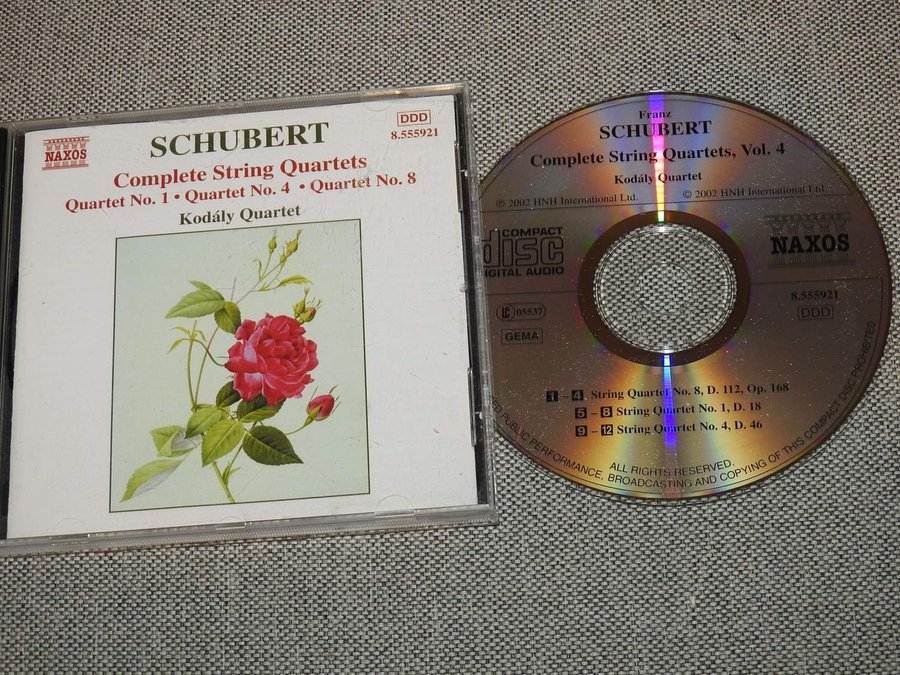 NAXOS
DDD
8.555921
SCHUBERT
Complete String Quartets
Quartet No. 1 • Quartet No. 4 • Quartet No. 8
Kodály Quartet
Franz
SCHUBERT
Complete String Quartets, Vol. 4
Kodály Quartet
℗ 2002 HNH International Ltd.
© 2002 HNH International Ltd.
COMPACT
disc
DIGITAL AUDIO
NAXOS
LC 05537
GEMA
8.555921
DDD
1 – 4 String Quartet No. 8, D. 112, Op. 168
5 – 8 String Quartet No. 1, D. 18
9 – 12 String Quartet No. 4, D. 46
ALL RIGHTS RESERVED.
PUBLIC PERFORMANCE, BROADCASTING AND COPYING OF THIS COMPACT DISC PROHIBITED